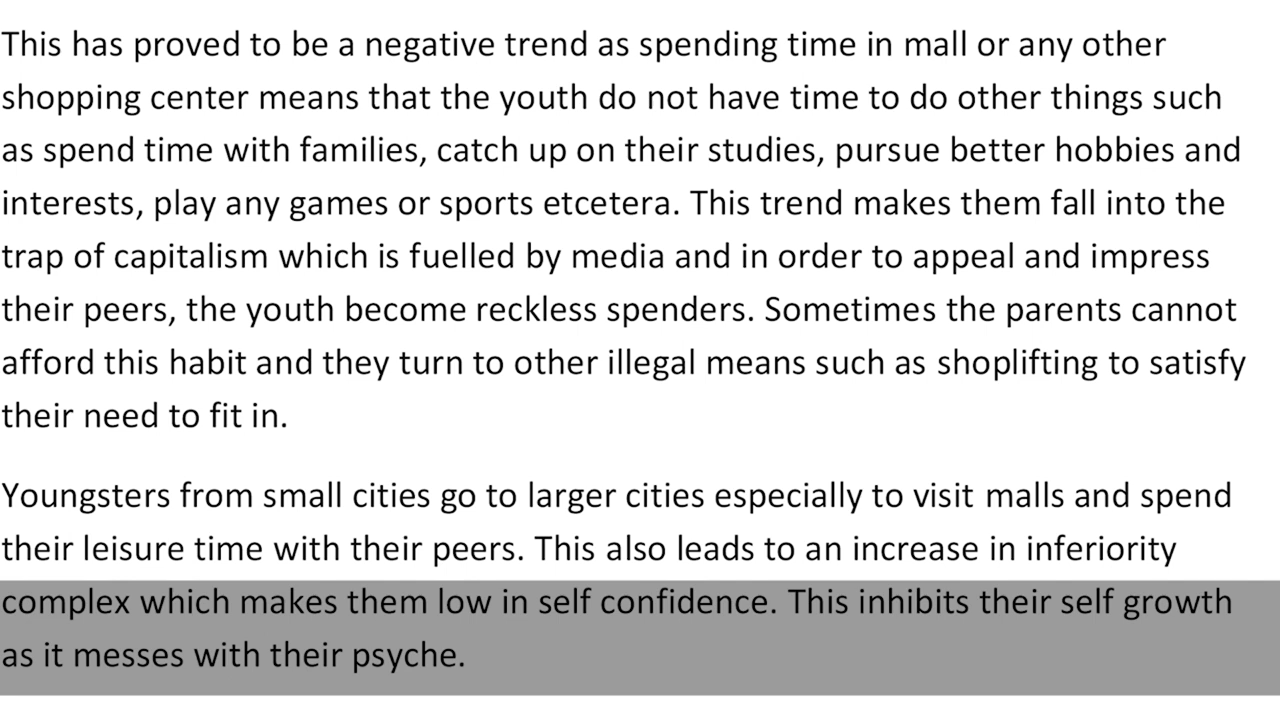 This has proved to be a negative trend as spending time in mall or any other
shopping center means that the youth do not have time to do other things such
as spend time with families, catch up on their studies, pursue better hobbies and
interests, play any games or sports etcetera. This trend makes them fall into the
trap of capitalism which is fuelled by media and in order to appeal and impress
their peers, the youth become reckless spenders. Sometimes the parents cannot
afford this habit and they turn to other illegal means such as shoplifting to satisfy
their need to fit in.
Youngsters from small cities go to larger cities especially to visit malls and spend
their leisure time with their peers. This also leads to an increase in inferiority
complex which makes them low in self confidence. This inhibits their self growth
as it messes with their psyche.